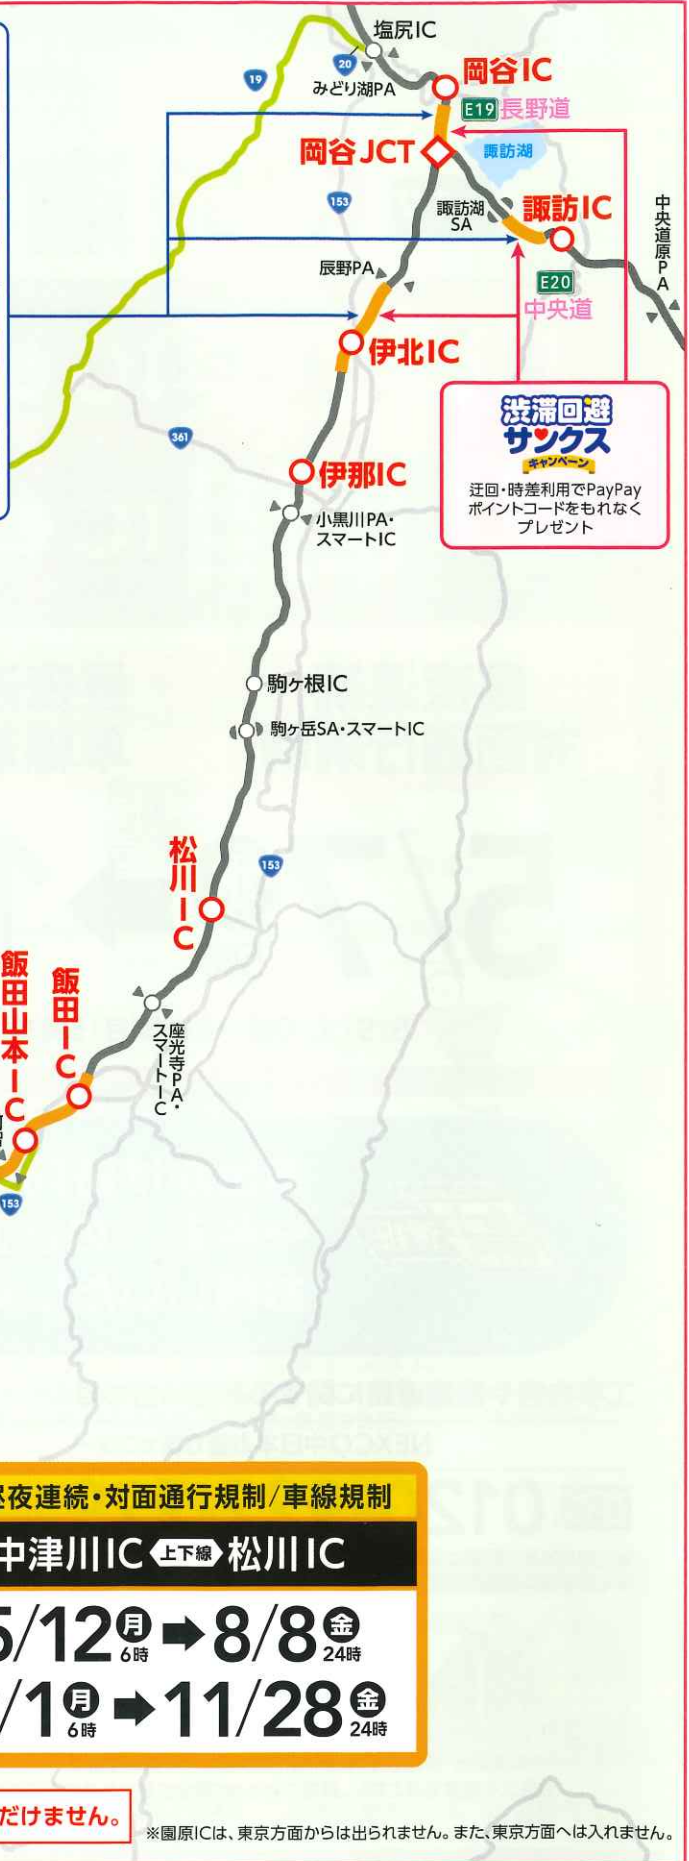 塩尻IC
20
19
みどり湖PA
岡谷IC
E19 長野道
岡谷JCT
諏訪湖
153
諏訪湖
SA
諏訪IC
中央道原PA
辰野PA
E20
中央道
伊北IC
渋滞回避
サンクス
キャンペーン
迂回・時差利用でPayPay
ポイントコードをもれなく
プレゼント
361
伊那IC
小黒川PA・
スマートIC
駒ヶ根IC
駒ヶ岳SA・スマートIC
松川IC
153
飯田山本IC
飯田IC
座光寺PA・
スマートIC
153
夜連続・対面通行規制/車線規制
中津川IC 上下線 松川IC
5/12月6時➡8/8金24時
/1月6時➡11/28金24時
だけません。
※園原ICは、東京方面からは出られません。また、東京方面へは入れません。